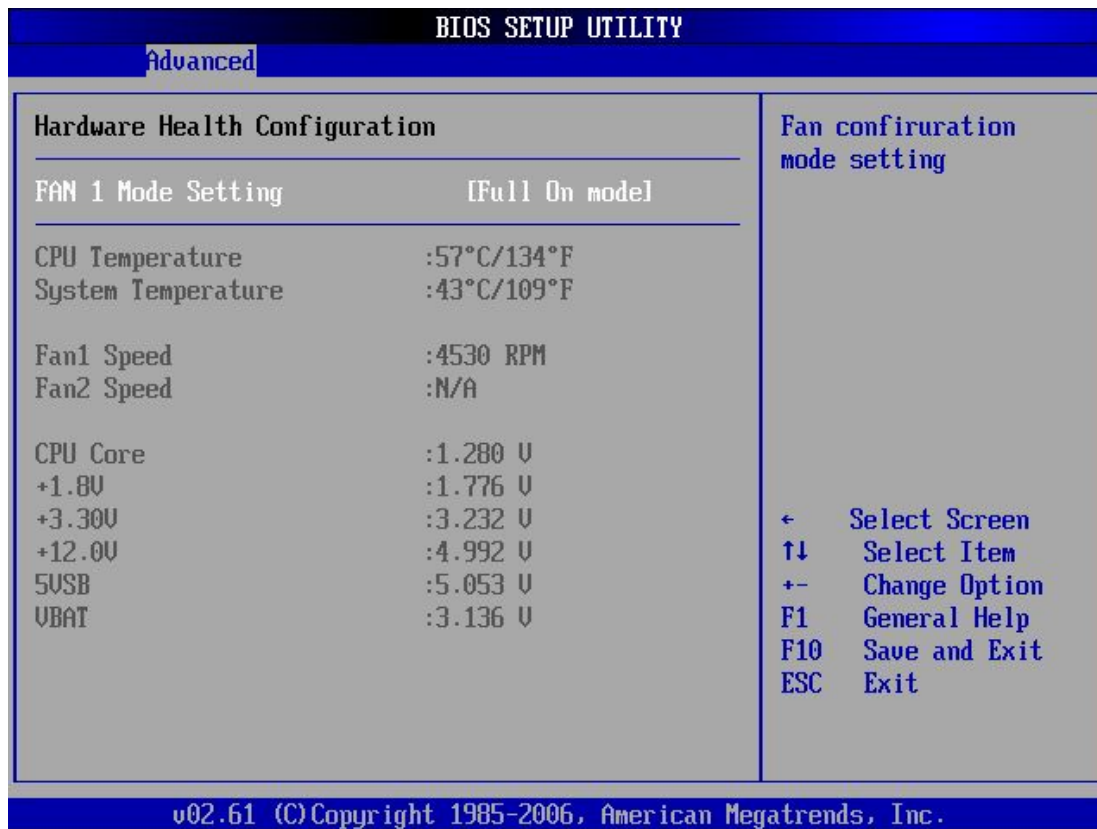 BIOS SETUP UTILITY
Advanced
Hardware Health Configuration
FAN 1 Mode Setting [Full On mode]
CPU Temperature :57°C/134°F
System Temperature :43°C/109°F
Fan1 Speed :4530 RPM
Fan2 Speed :N/A
CPU Core :1.280 V
+1.8V :1.776 V
+3.30V :3.232 V
+12.0V :4.992 V
5VSB :5.053 V
VBAT :3.136 V
Fan confiruration
mode setting
← Select Screen
↑↓ Select Item
+- Change Option
F1 General Help
F10 Save and Exit
ESC Exit
v02.61 (C)Copyright 1985-2006, American Megatrends, Inc.